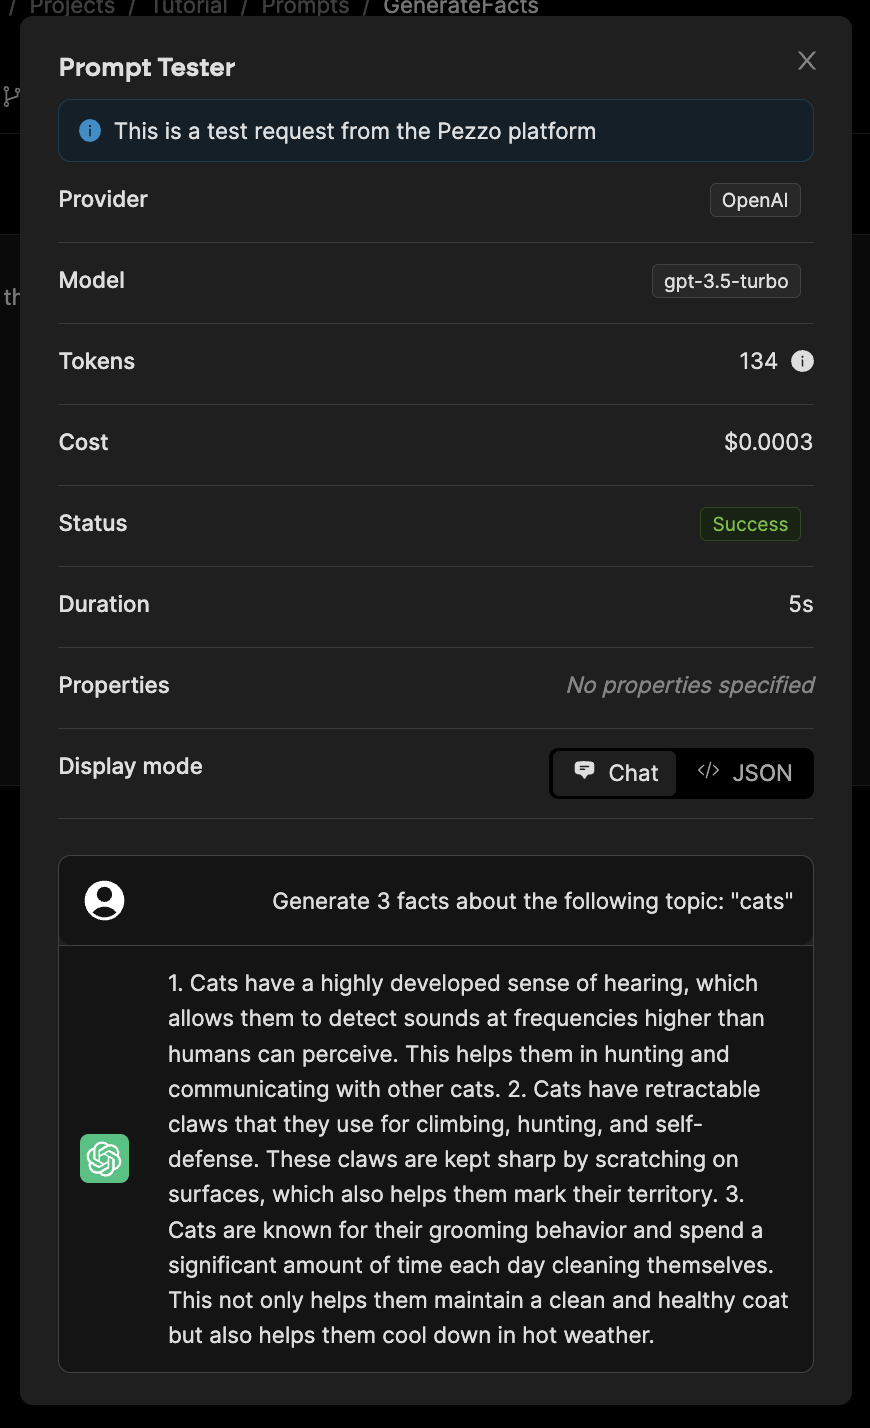 / Projects / Tutorial / Prompts / GenerateFacts
Prompt Tester
This is a test request from the Pezzo platform
Provider
OpenAI
Model
gpt-3.5-turbo
Tokens
134
Cost
$0.0003
Status
Success
Duration
5s
Properties
No properties specified
Display mode
Chat
</> JSON
Generate 3 facts about the following topic: "cats"
1. Cats have a highly developed sense of hearing, which
allows them to detect sounds at frequencies higher than
humans can perceive. This helps them in hunting and
communicating with other cats. 2. Cats have retractable
claws that they use for climbing, hunting, and self-
defense. These claws are kept sharp by scratching on
surfaces, which also helps them mark their territory. 3.
Cats are known for their grooming behavior and spend a
significant amount of time each day cleaning themselves.
This not only helps them maintain a clean and healthy coat
but also helps them cool down in hot weather.